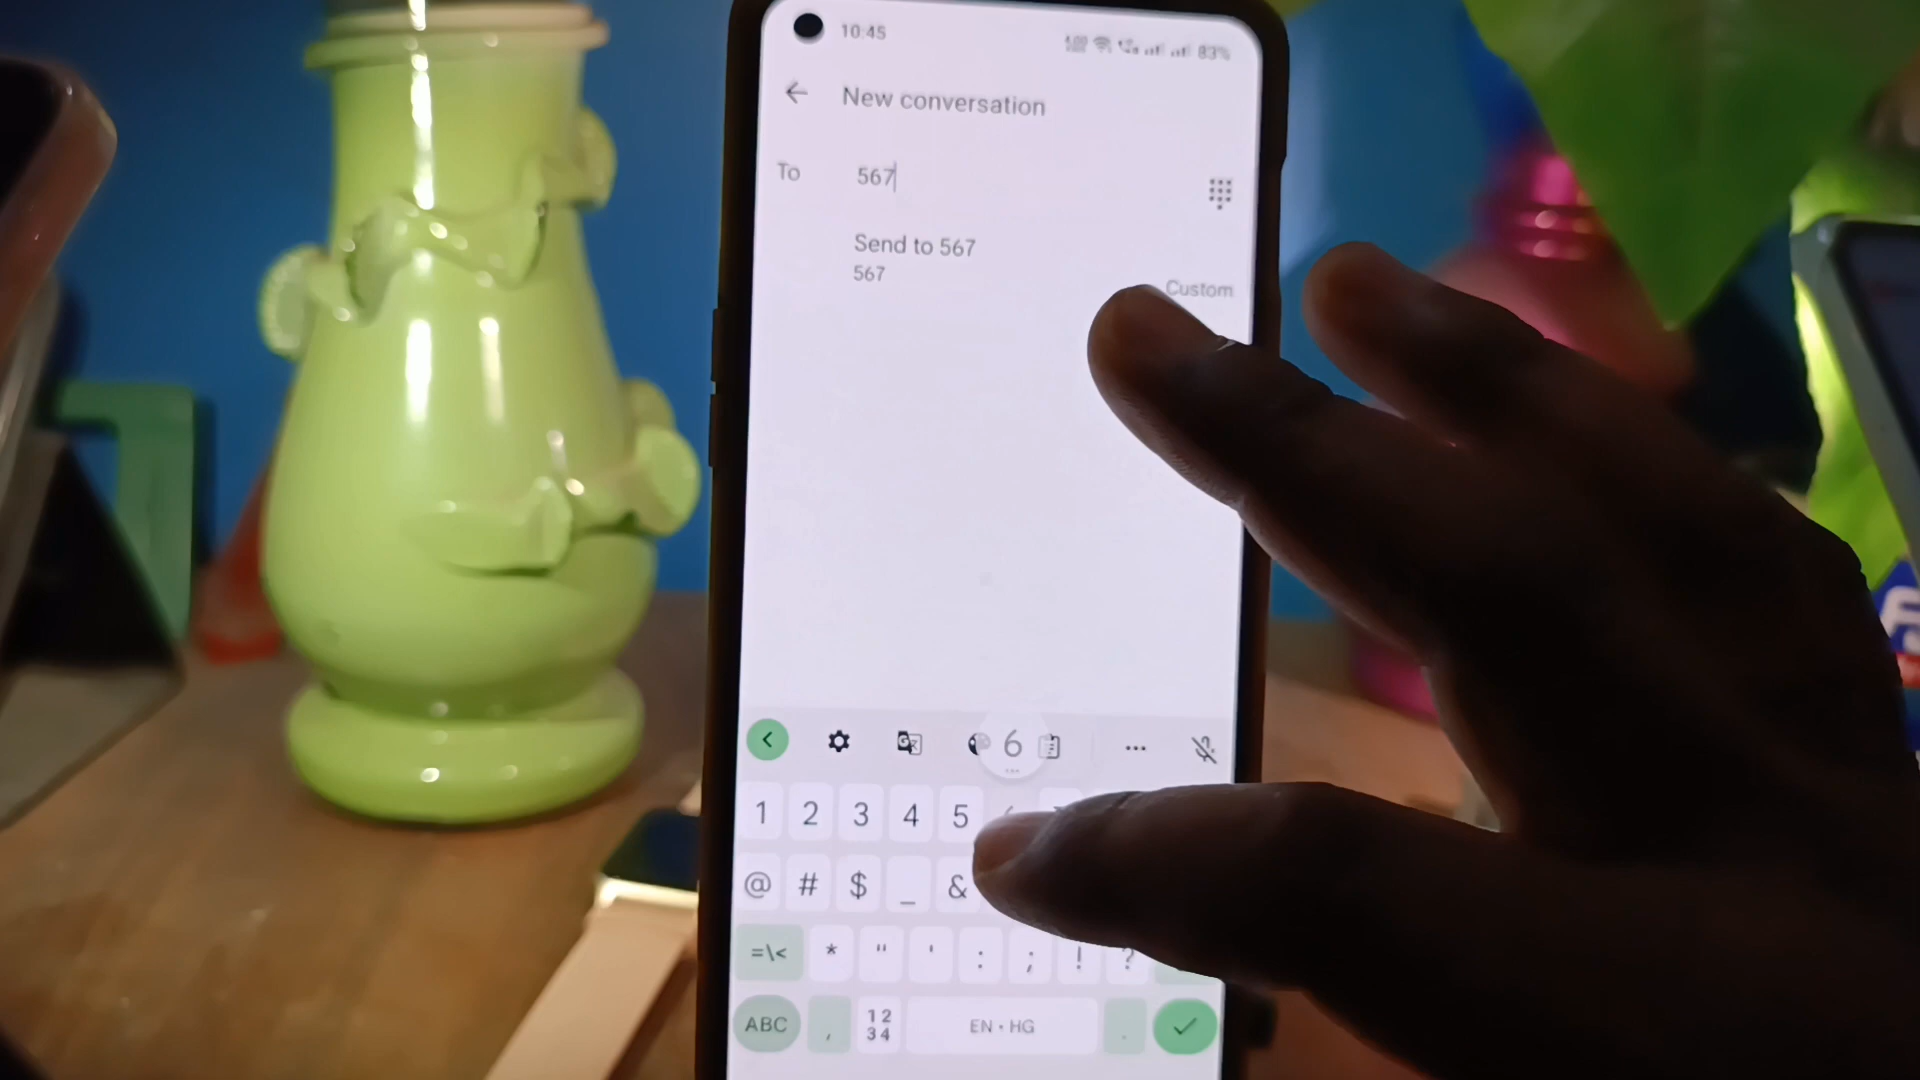 10:45
83%
New conversation
To
567
Send to 567
567
Custom
6
1 2 3 4 5
@ # $ _ &
=\< * " ' : ; ! ?
ABC , 12 34 EN • HG .